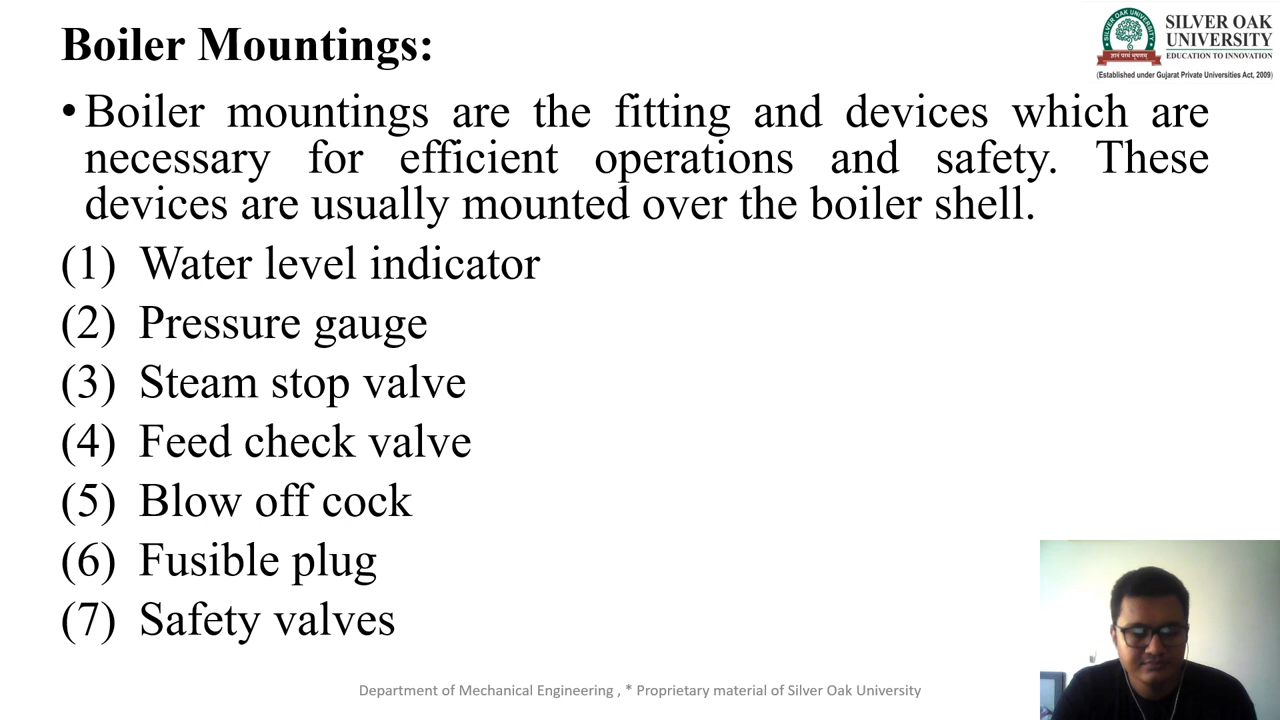 Boiler Mountings:
SILVER OAK
UNIVERSITY
EDUCATION TO INNOVATION
(Established under Gujarat Private Universities Act, 2009)
• Boiler mountings are the fitting and devices which are
necessary for efficient operations and safety. These
devices are usually mounted over the boiler shell.
(1) Water level indicator
(2) Pressure gauge
(3) Steam stop valve
(4) Feed check valve
(5) Blow off cock
(6) Fusible plug
(7) Safety valves
Department of Mechanical Engineering , * Proprietary material of Silver Oak University